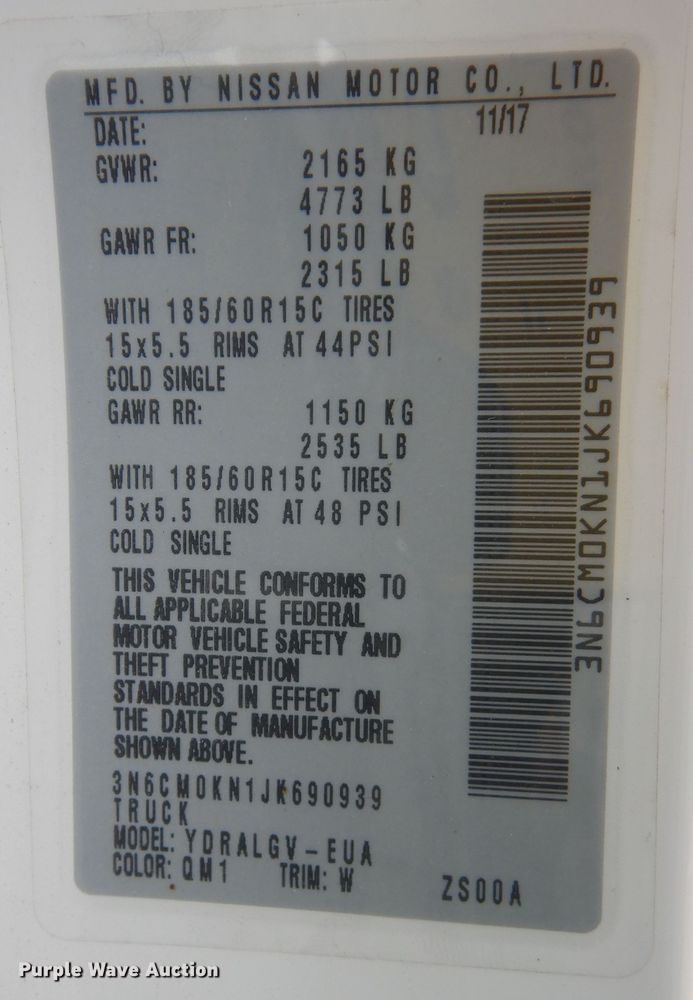 MFD. BY NISSAN MOTOR CO., LTD.
DATE: 11/17
GVWR: 2165 KG
4773 LB
GAWR FR: 1050 KG
2315 LB
WITH 185/60R15C TIRES
15x5.5 RIMS AT 44PSI
COLD SINGLE
GAWR RR: 1150 KG
2535 LB
WITH 185/60R15C TIRES
15x5.5 RIMS AT 48 PSI
COLD SINGLE
THIS VEHICLE CONFORMS TO
ALL APPLICABLE FEDERAL
MOTOR VEHICLE SAFETY AND
THEFT PREVENTION
STANDARDS IN EFFECT ON
THE DATE OF MANUFACTURE
SHOWN ABOVE.
3N6CM0KN1JK690939
TRUCK
MODEL: YDRALGV-EUA
COLOR: QM1 TRIM: W ZS00A
3N6CM0KN1JK690939
Purple Wave Auction